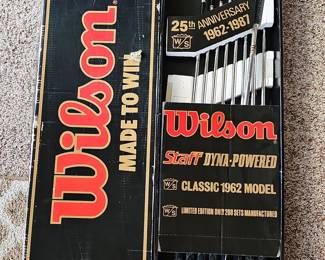 Wilson
MADE TO WIN
25th ANNIVERSARY
1962-1987
W/S
Wilson
Staff DYNA-POWERED
W/S CLASSIC 1962 MODEL
W/S LIMITED EDITION ONLY 200 SETS MANUFACTURED